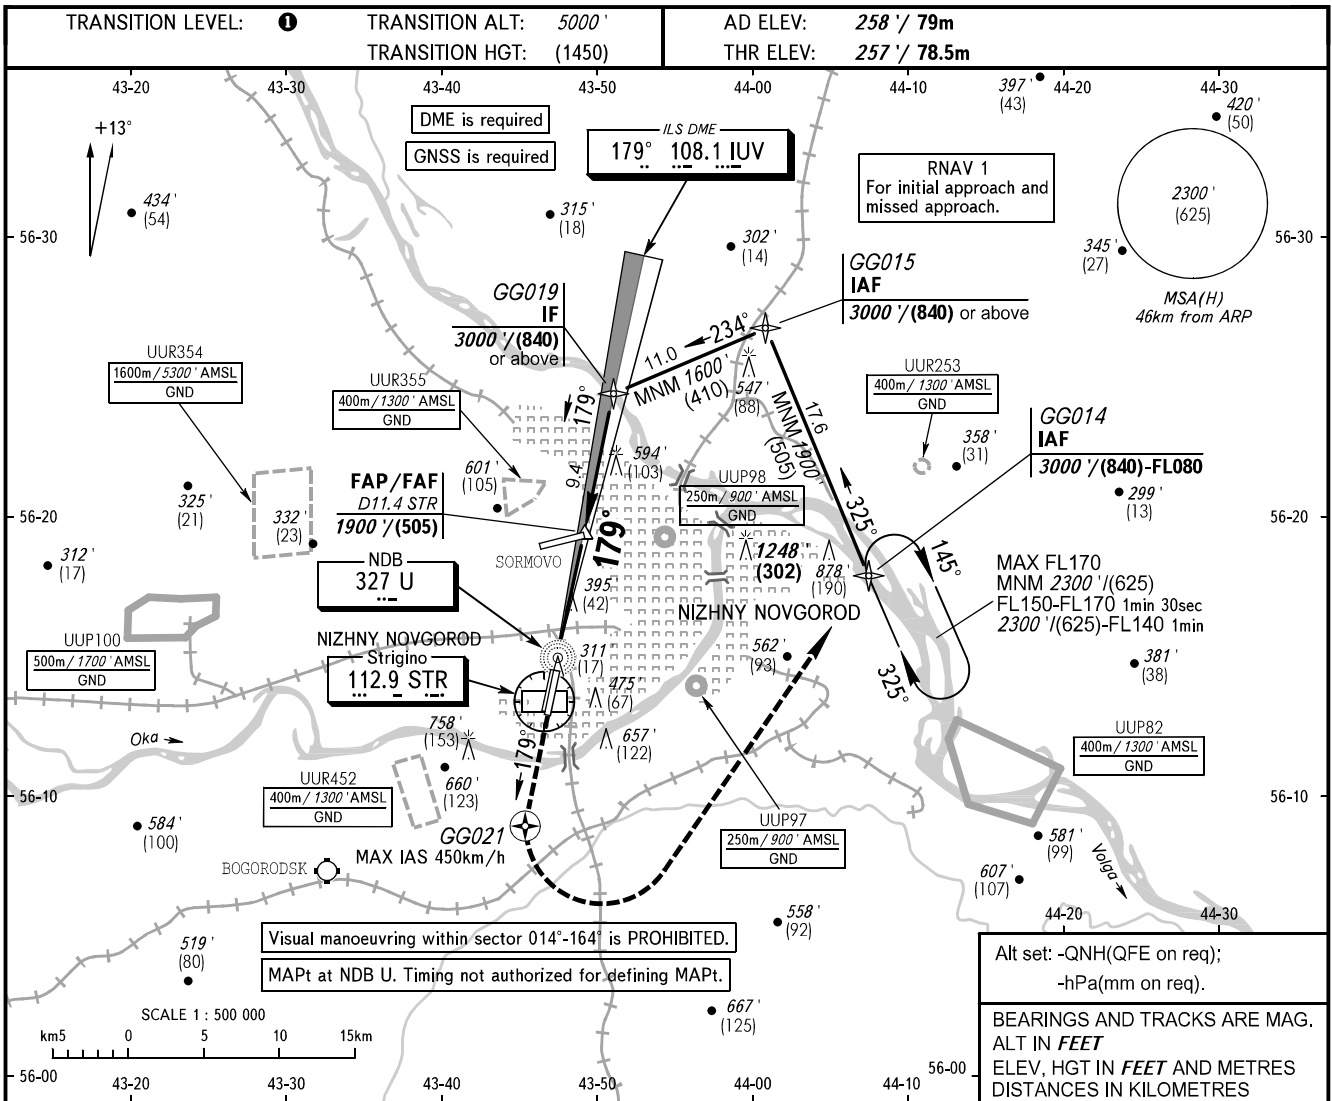 TRANSITION LEVEL: ❶ TRANSITION ALT: 5000 '
TRANSITION HGT: (1450)
AD ELEV: 258 '/ 79m
THR ELEV: 257 '/ 78.5m
43-20 43-30 43-40 43-50 44-00 44-10 44-20 44-30
+13°
DME is required
GNSS is required
ILS DME
179° 108.1 IUV
RNAV 1
For initial approach and
missed approach.
397 '
(43)
420 '
(50)
2300 '
(625)
MSA(H)
46km from ARP
434 '
(54)
315 '
(18)
302 '
(14)
345 '
(27)
56-30
56-30
GG019
IF
3000 '/(840)
or above
GG015
IAF
3000 '/(840) or above
234°
11.0
MNM 1600 '
(410)
547 '
(88)
17.6
MNM 1900 '
(505)
325°
UUR354
1600m/5300 ' AMSL
GND
UUR355
400m/1300 ' AMSL
GND
UUR253
400m/1300 ' AMSL
GND
179°
9.4
594 '
(103)
601 '
(105)
358 '
(31)
GG014
IAF
3000 '/(840)-FL080
299 '
(13)
325 '
(21)
332 '
(23)
FAP/FAF
D11.4 STR
1900 '/(505)
UUP98
250m/900 ' AMSL
GND
56-20
56-20
312 '
(17)
SORMOVO
179°
1248 '
(302)
878 '
(190)
145°
MAX FL170
MNM 2300 '/(625)
FL150-FL170 1min 30sec
2300 '/(625)-FL140 1min
NDB
327 U
395 '
(42)
NIZHNY NOVGOROD
UUP100
500m/1700 ' AMSL
GND
NIZHNY NOVGOROD
Strigino
112.9 STR
311
(17)
562 '
(93)
381 '
(38)
475 '
(67)
325°
Oka
758 '
(153)
657 '
(122)
179°
UUP82
400m/1300 ' AMSL
GND
UUR452
400m/1300 ' AMSL
GND
660 '
(123)
56-10
56-10
584 '
(100)
GG021
MAX IAS 450km/h
UUP97
250m/900 ' AMSL
GND
581 '
(99)
Volga
BOGORODSK
607 '
(107)
44-20 44-30
558 '
(92)
519 '
(80)
Visual manoeuvring within sector 014°-164° is PROHIBITED.
MAPt at NDB U. Timing not authorized for defining MAPt.
667 '
(125)
SCALE 1 : 500 000
km5 0 5 10 15km
Alt set: -QNH(QFE on req);
-hPa(mm on req).
BEARINGS AND TRACKS ARE MAG.
ALT IN FEET
ELEV, HGT IN FEET AND METRES
DISTANCES IN KILOMETRES
56-00
56-00
43-20 43-30 43-40 43-50 44-00 44-10